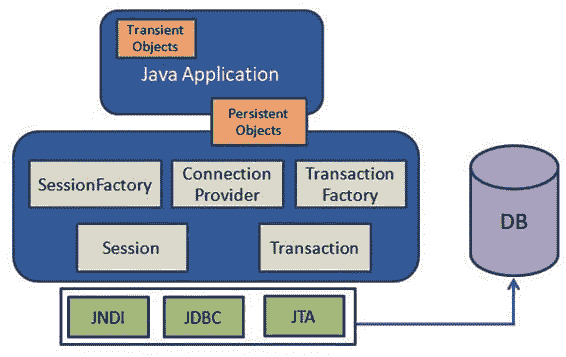 Transient
Objects
Java Application
Persistent
Objects
SessionFactory
Connection
Provider
Transaction
Factory
Session
Transaction
DB
JNDI
JDBC
JTA